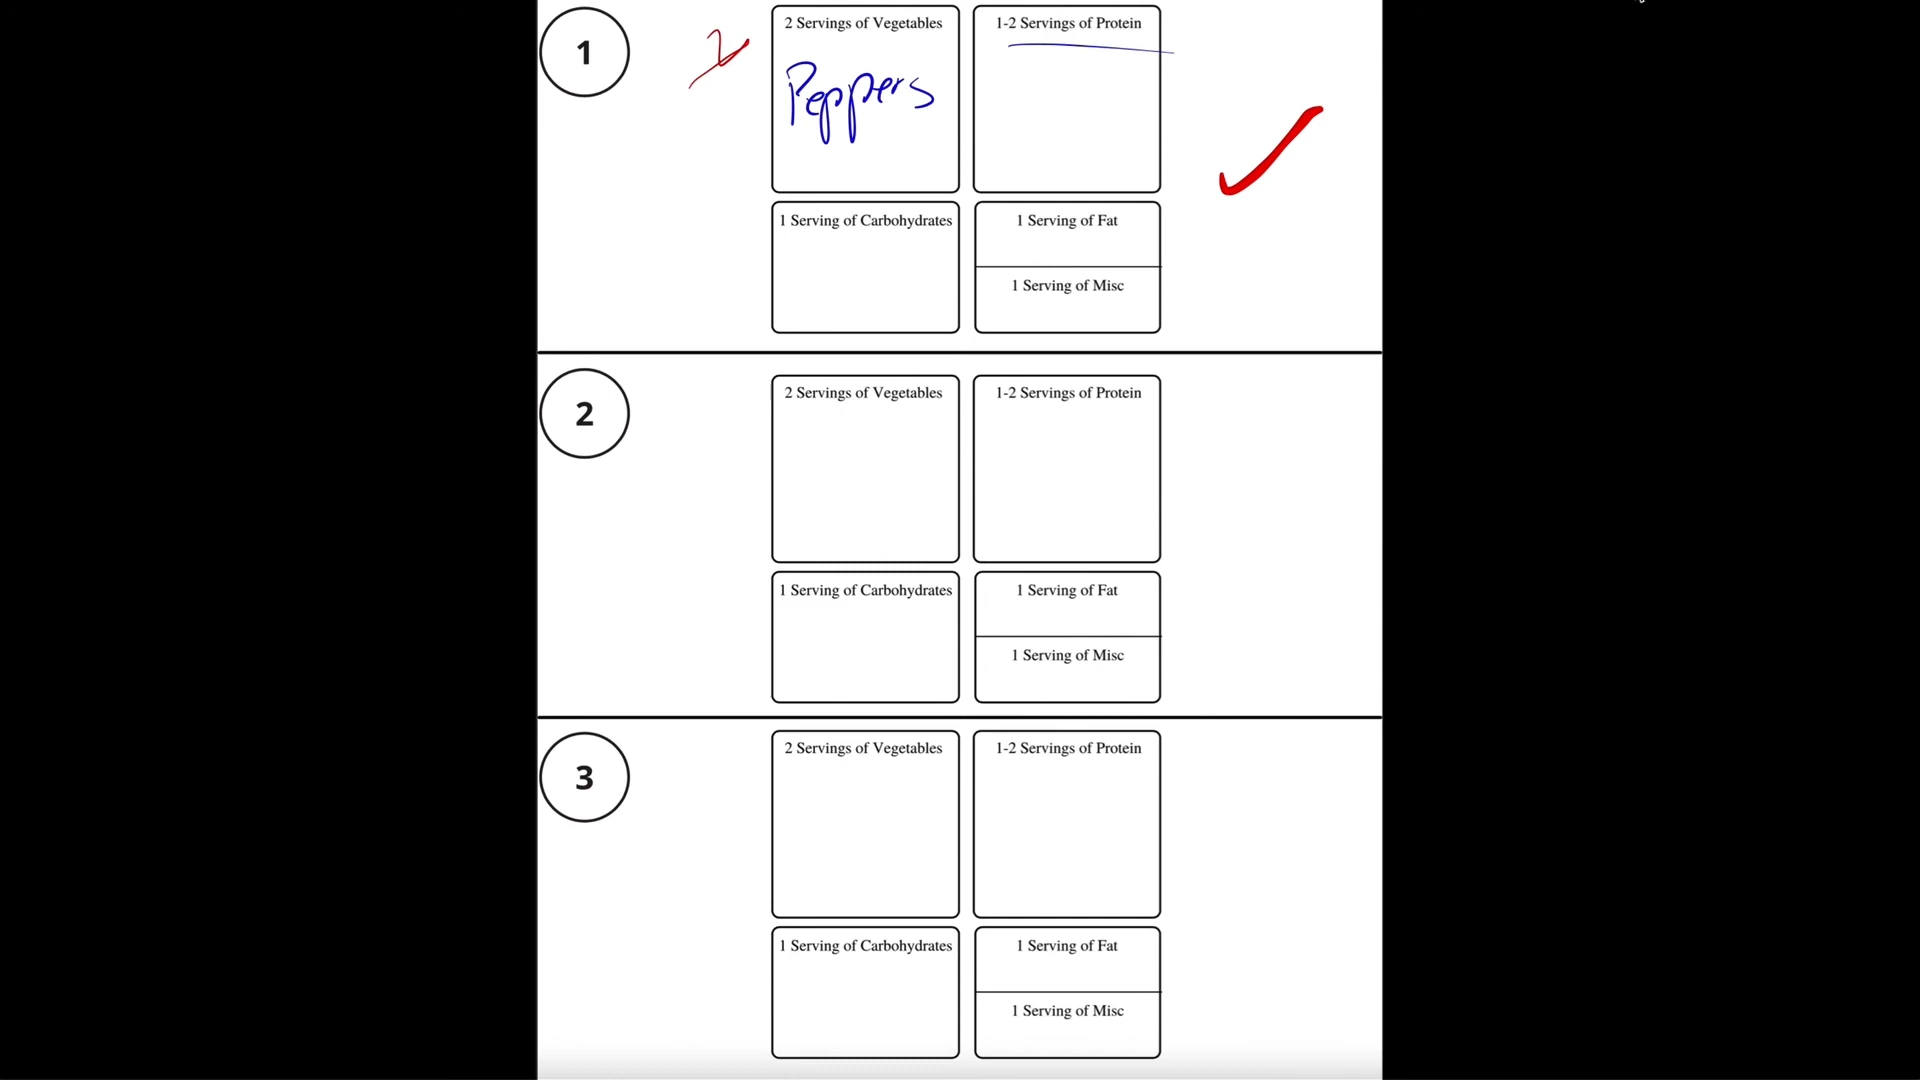 1
2 Servings of Vegetables
1-2 Servings of Protein
Peppers
1 Serving of Carbohydrates
1 Serving of Fat
1 Serving of Misc
2
2 Servings of Vegetables
1-2 Servings of Protein
1 Serving of Carbohydrates
1 Serving of Fat
1 Serving of Misc
3
2 Servings of Vegetables
1-2 Servings of Protein
1 Serving of Carbohydrates
1 Serving of Fat
1 Serving of Misc